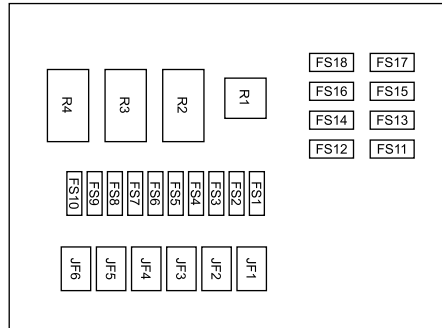 FS18 FS17
FS16 FS15
FS14 FS13
FS12 FS11
R4 R3 R2 R1
FS10 FS9 FS8 FS7 FS6 FS5 FS4 FS3 FS2 FS1
JF6 JF5 JF4 JF3 JF2 JF1